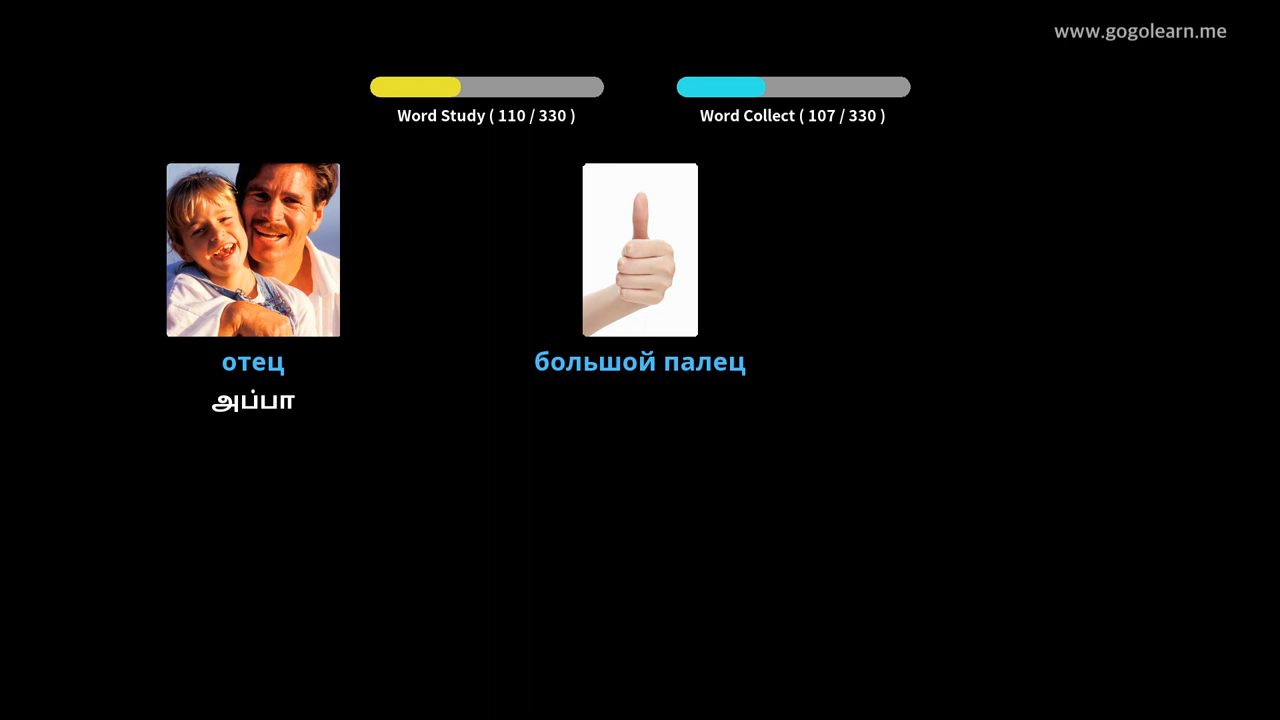 www.gogolearn.me
Word Study ( 110 / 330 )
Word Collect ( 107 / 330 )
отец
அப்பா
большой палец